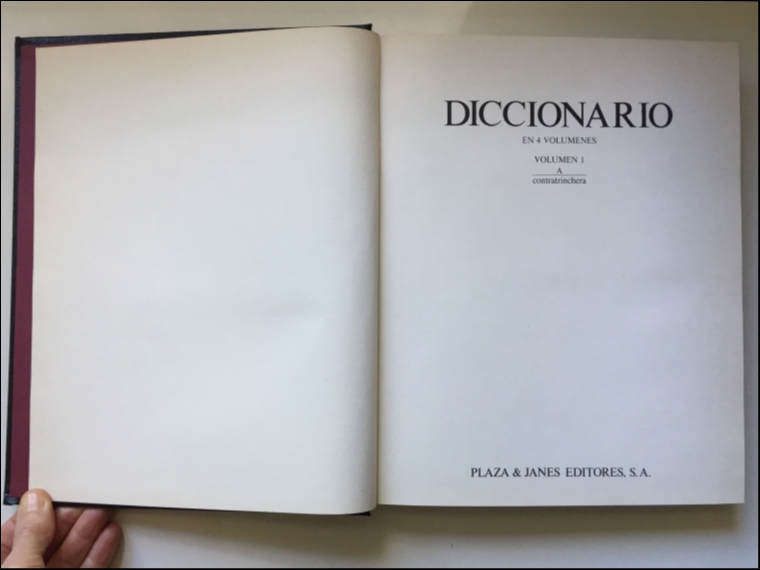 DICCIONARIO
EN 4 VOLUMENES
VOLUMEN 1
A
contratrinchera
PLAZA & JANES EDITORES, S.A.